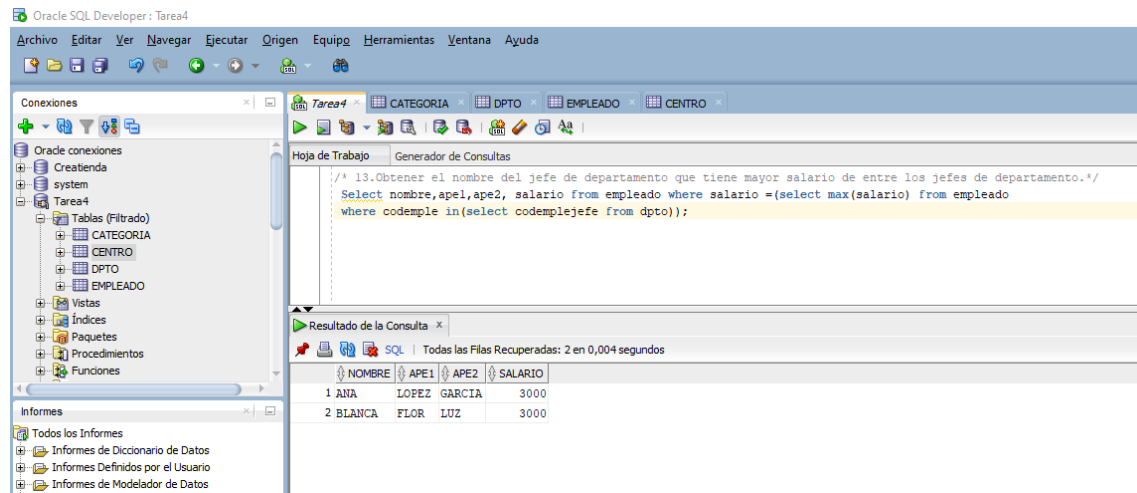 Oracle SQL Developer : Tarea4
Archivo Editar Ver Navegar Ejecutar Origen Equipo Herramientas Ventana Ayuda
Conexiones
Oracle conexiones
Creatienda
system
Tarea4
Tablas (Filtrado)
CATEGORIA
CENTRO
DPTO
EMPLEADO
Vistas
Índices
Paquetes
Procedimientos
Funciones
Informes
Todos los Informes
Informes de Diccionario de Datos
Informes Definidos por el Usuario
Informes de Modelador de Datos
Tarea4 CATEGORIA DPTO EMPLEADO CENTRO
Hoja de Trabajo Generador de Consultas
/* 13.Obtener el nombre del jefe de departamento que tiene mayor salario de entre los jefes de departamento.*/
Select nombre,ape1,ape2, salario from empleado where salario =(select max(salario) from empleado
where codemple in(select codemplejefe from dpto));
Resultado de la Consulta
SQL | Todas las Filas Recuperadas: 2 en 0,004 segundos
NOMBRE APE1 APE2 SALARIO
1 ANA LOPEZ GARCIA 3000
2 BLANCA FLOR LUZ 3000